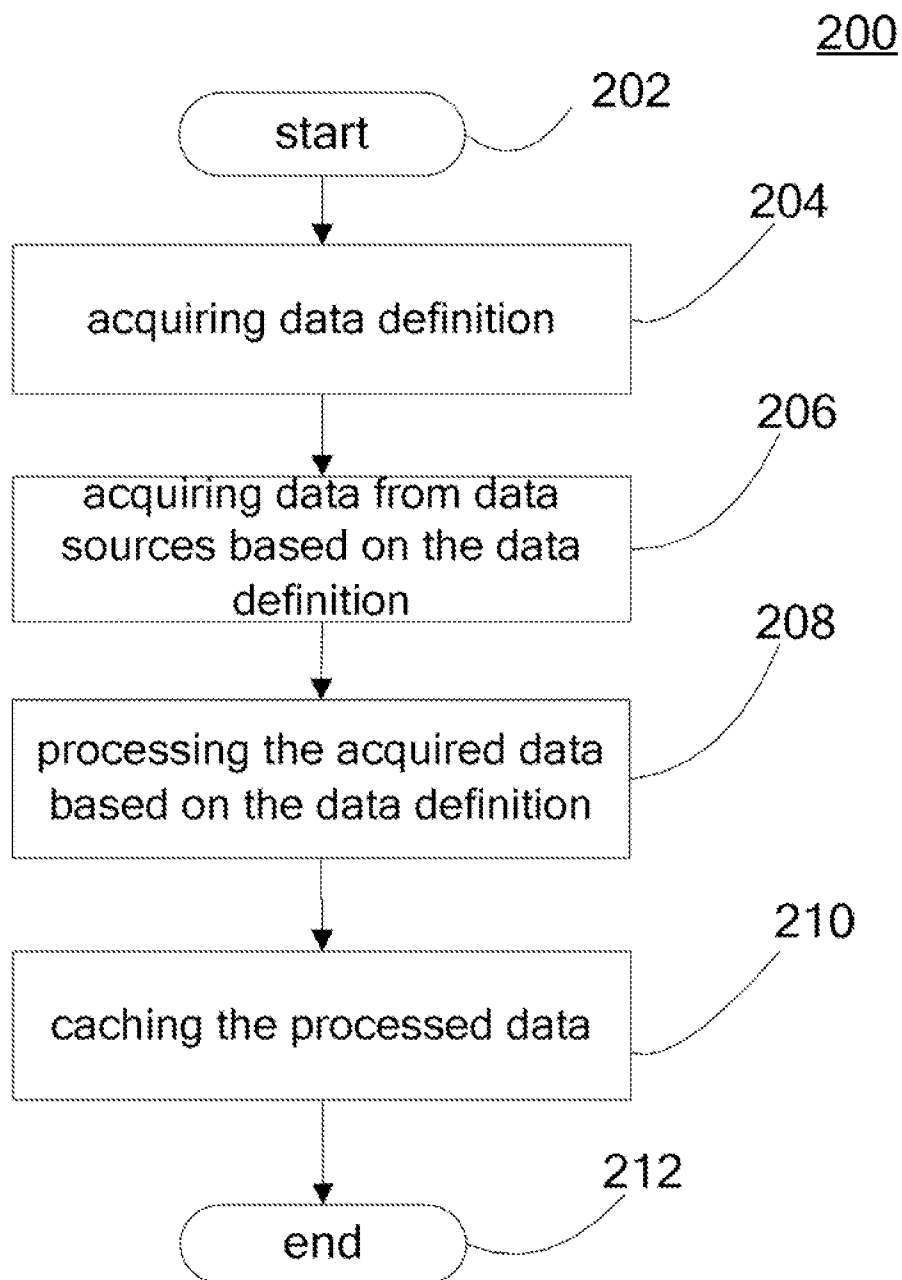 200
202
start
204
acquiring data definition
206
acquiring data from data
sources based on the data
definition
208
processing the acquired data
based on the data definition
210
caching the processed data
212
end